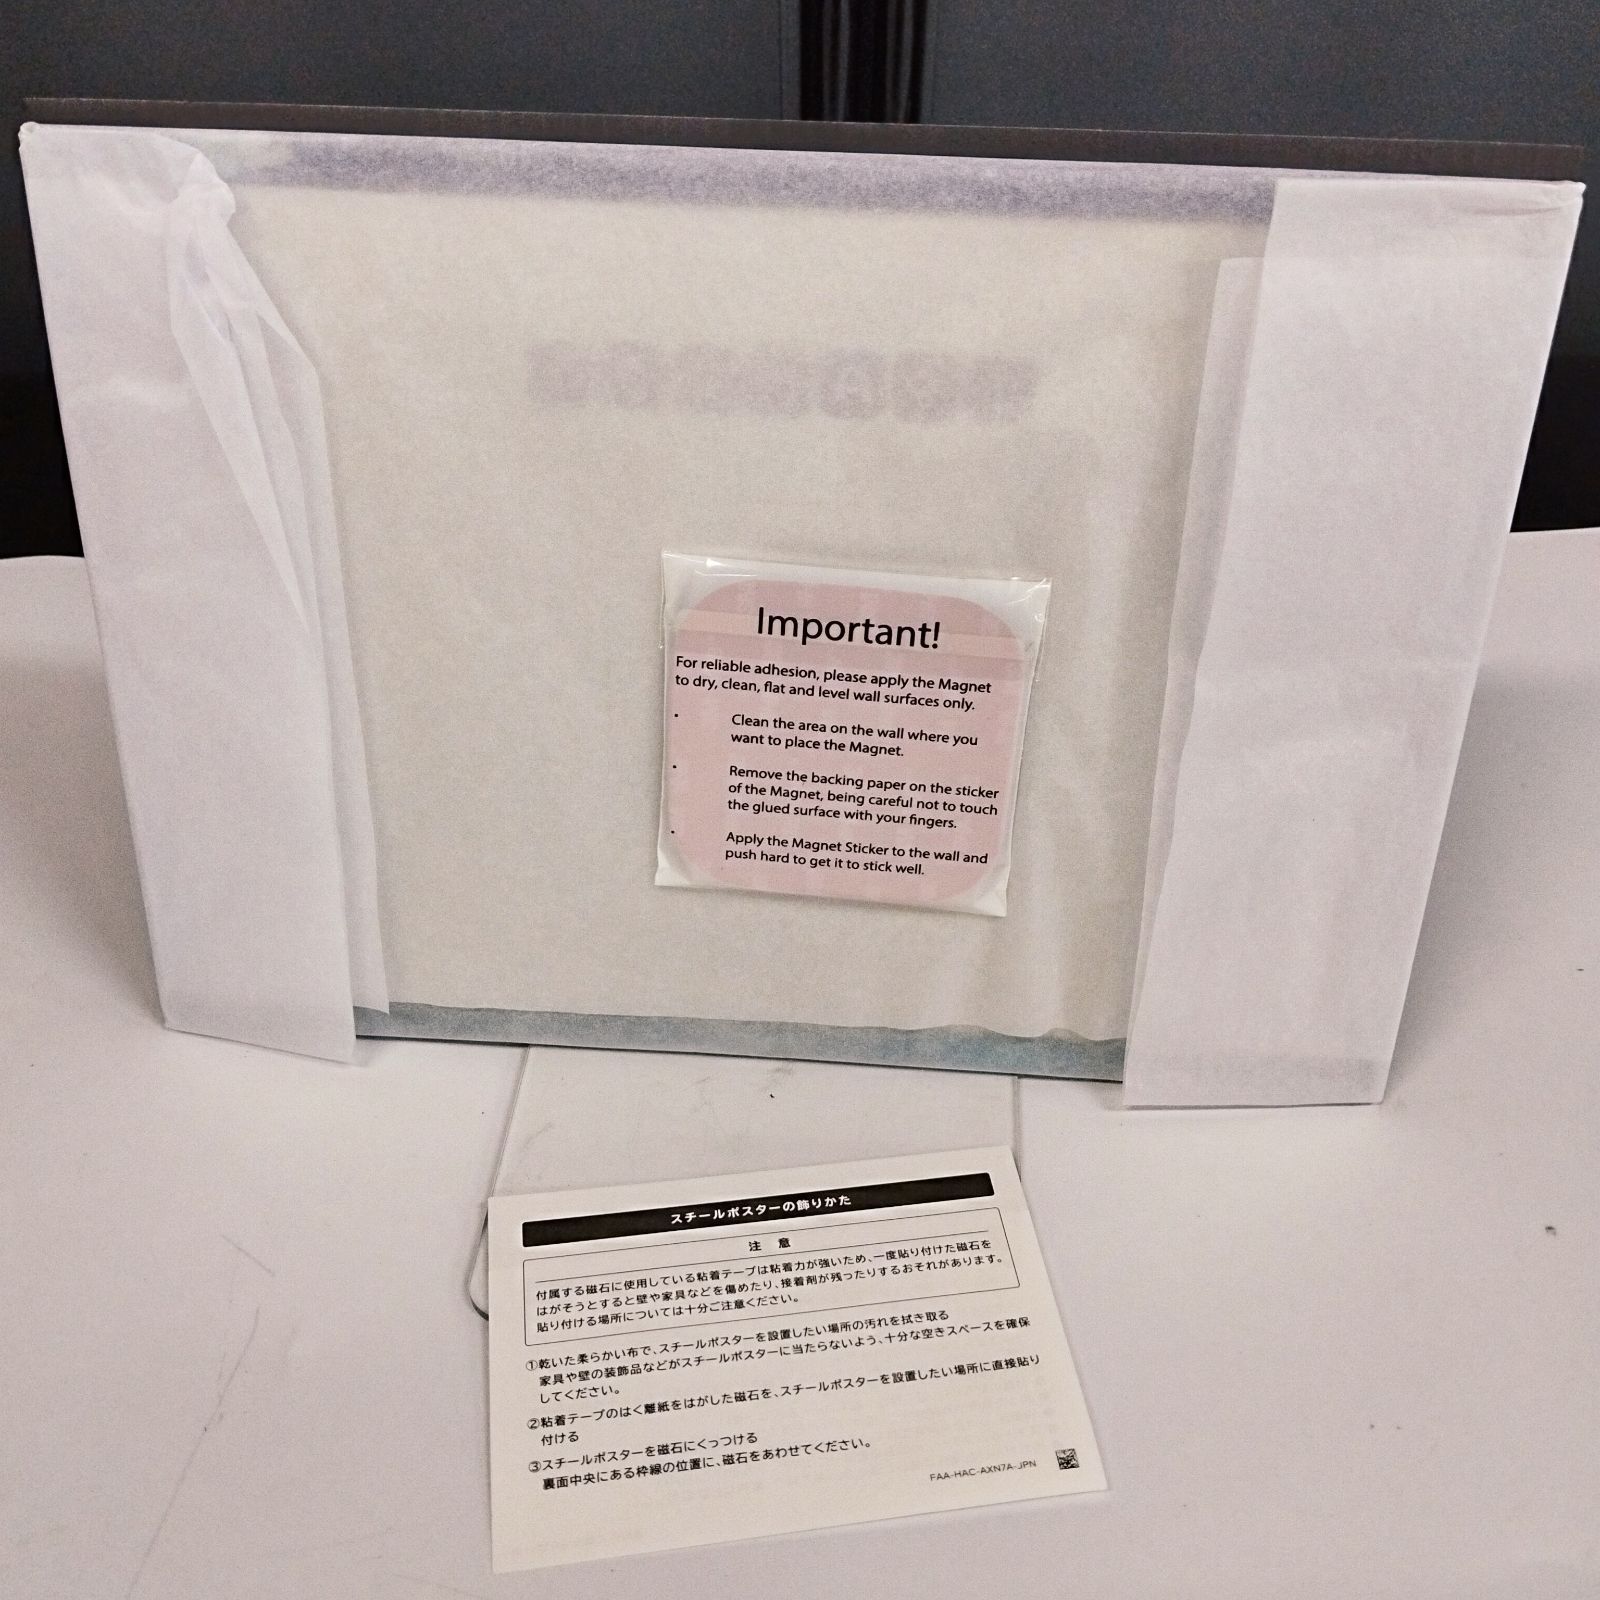 Important!
For reliable adhesion, please apply the Magnet
to dry, clean, flat and level wall surfaces only.
• Clean the area on the wall where you
want to place the Magnet.
• Remove the backing paper on the sticker
of the Magnet, being careful not to touch
the glued surface with your fingers.
• Apply the Magnet Sticker to the wall and
push hard to get it to stick well.
スチールポスターの飾りかた
注 意
付属する磁石に使用している粘着テープは粘着力が強いため、一度貼り付けた磁石を
はがそうとすると壁や家具などを傷めたり、接着剤が残ったりするおそれがあります。
貼り付ける場所については十分ご注意ください。
①乾いた柔らかい布で、スチールポスターを設置したい場所の汚れを拭き取る
家具や壁の装飾品などがスチールポスターに当たらないよう、十分な空きスペースを確保
してください。
②粘着テープのはく離紙をはがした磁石を、スチールポスターを設置したい場所に直接貼り
付ける
③スチールポスターを磁石にくっつける
裏面中央にある枠線の位置に、磁石をあわせてください。
FAA-HAC-AXN7A-JPN